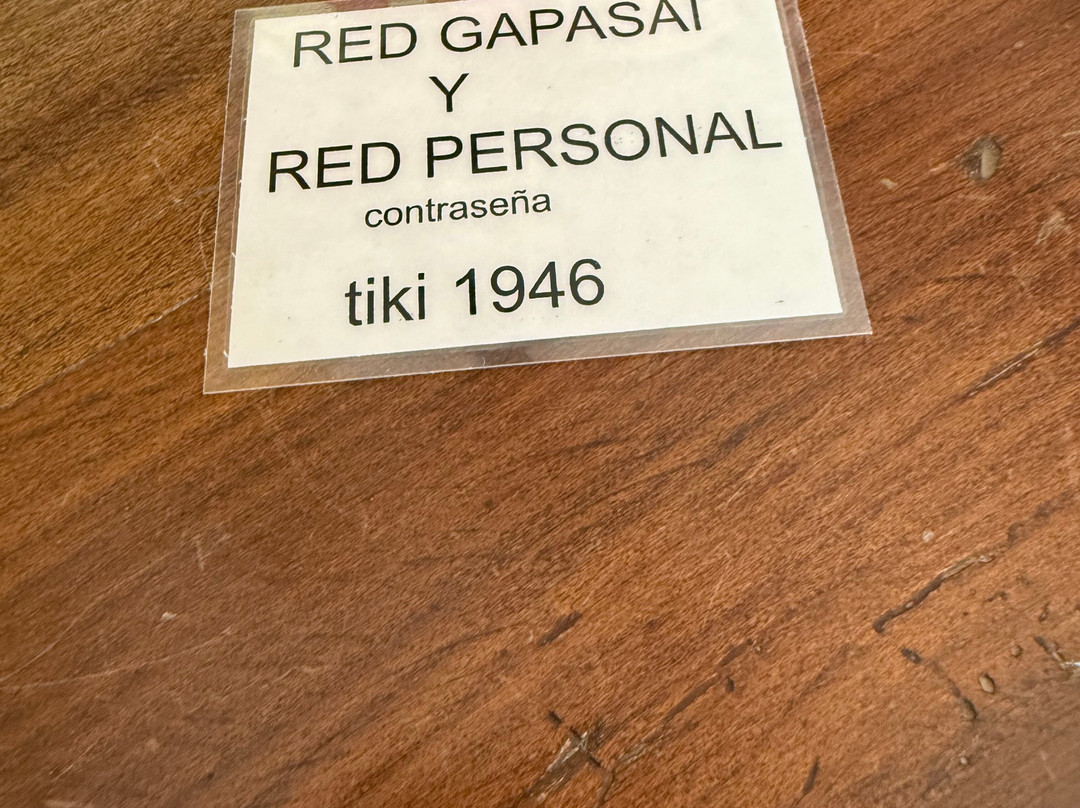 RED GAPASAI
Y
RED PERSONAL
contraseña
tiki 1946